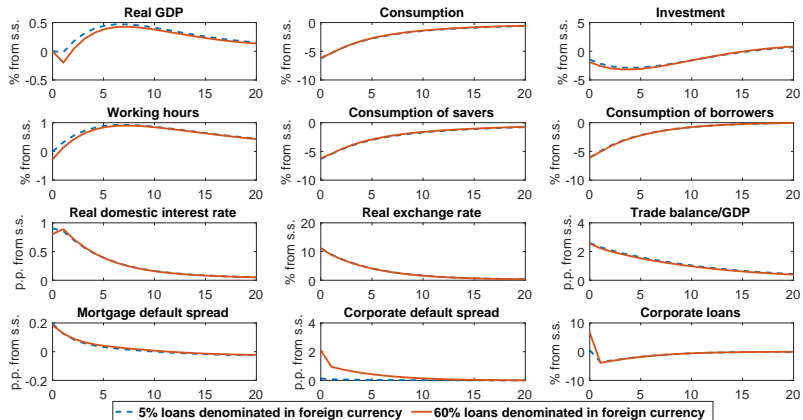 Real GDP Consumption Investment
% from s.s. 0.5 0 -0.5 % from s.s. 0 -5 -10 % from s.s. 5 0 -5
0 5 10 15 20 0 5 10 15 20 0 5 10 15 20
Working hours Consumption of savers Consumption of borrowers
% from s.s. 1 0 -1 % from s.s. 0 -5 -10 % from s.s. 0 -5 -10
0 5 10 15 20 0 5 10 15 20 0 5 10 15 20
Real domestic interest rate Real exchange rate Trade balance/GDP
p.p. from s.s. 1 0.5 0 % from s.s. 20 10 0 p.p. from s.s. 4 2 0
0 5 10 15 20 0 5 10 15 20 0 5 10 15 20
Mortgage default spread Corporate default spread Corporate loans
p.p. from s.s. 0.2 0 -0.2 p.p. from s.s. 4 2 0 % from s.s. 10 0 -10
0 5 10 15 20 0 5 10 15 20 0 5 10 15 20
5% loans denominated in foreign currency 60% loans denominated in foreign currency